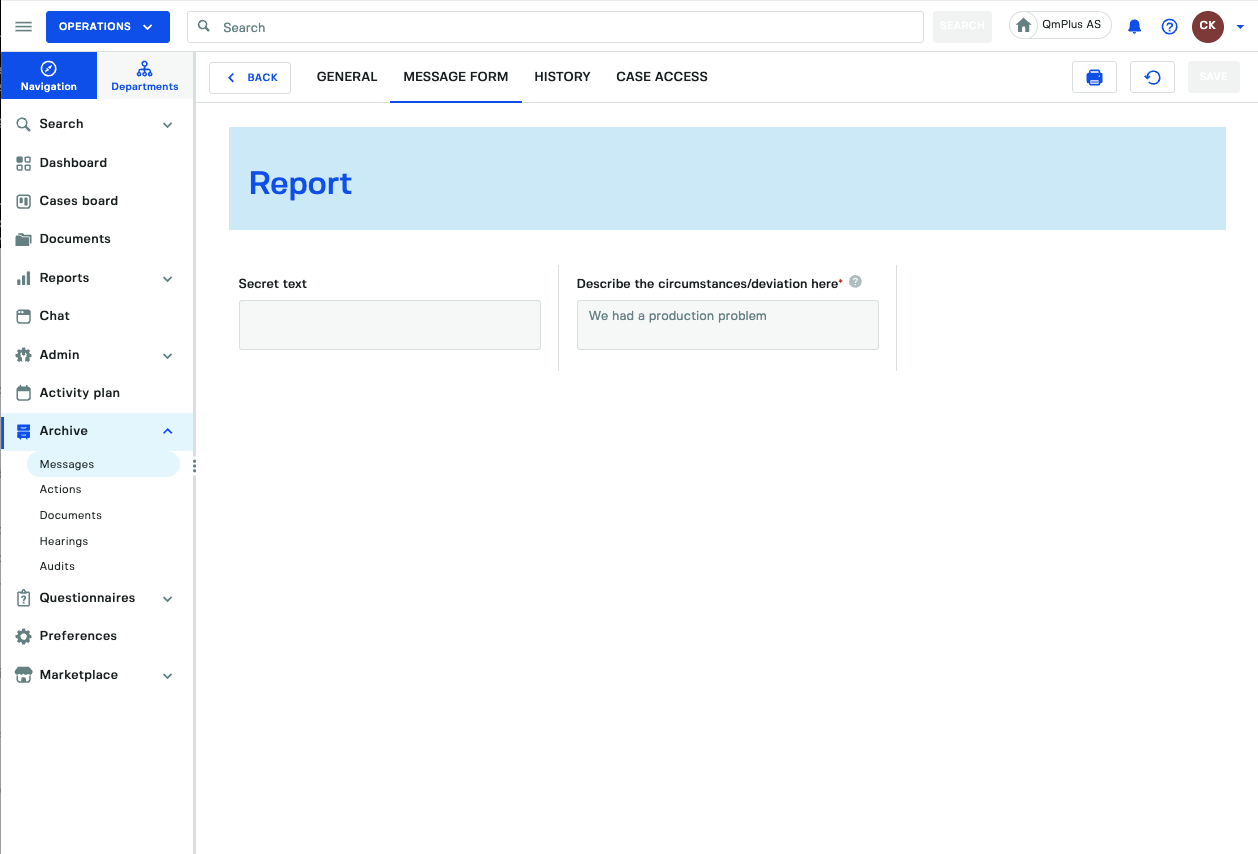 OPERATIONS
Search
SEARCH
QmPlus AS
CK
Navigation
Departments
BACK
GENERAL
MESSAGE FORM
HISTORY
CASE ACCESS
SAVE
Search
Dashboard
Cases board
Documents
Reports
Chat
Admin
Activity plan
Archive
Messages
Actions
Documents
Hearings
Audits
Questionnaires
Preferences
Marketplace
Report
Secret text
Describe the circumstances/deviation here*
We had a production problem